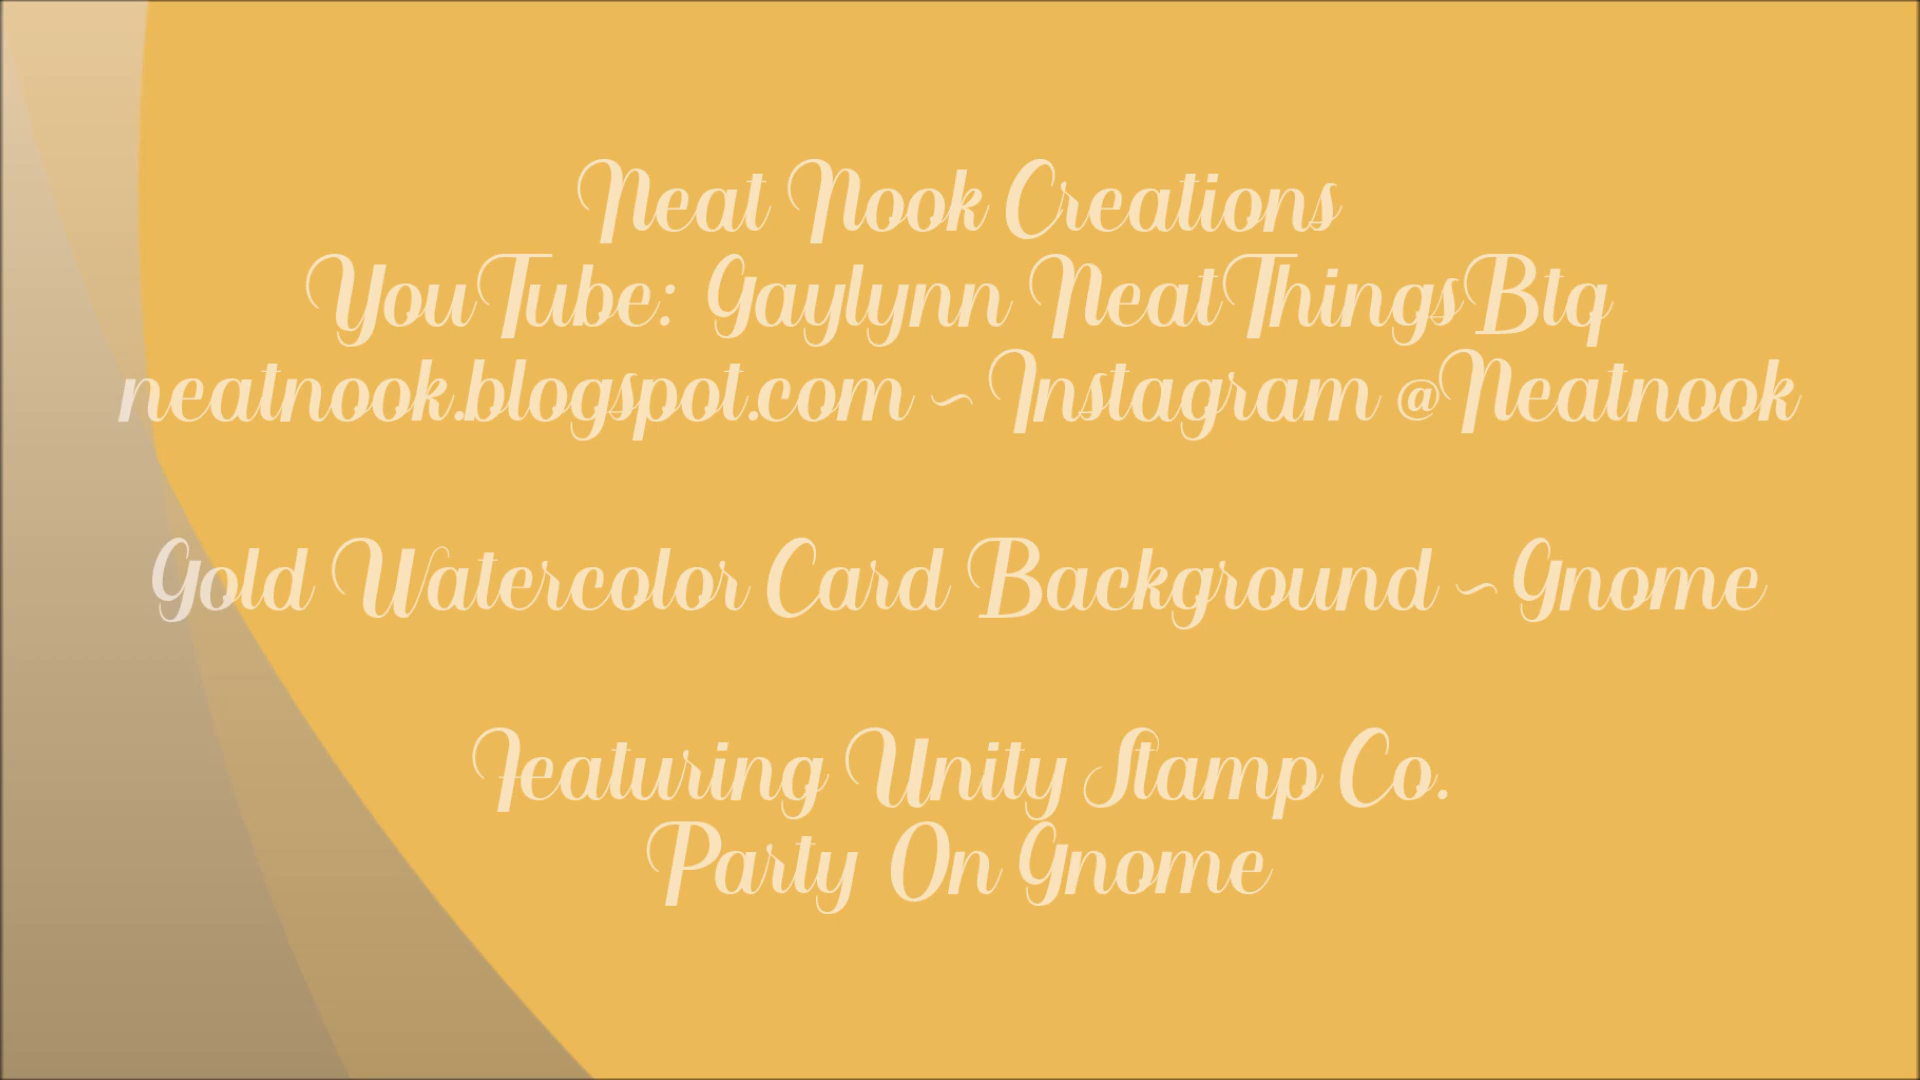 Neat Nook Creations
YouTube: Gaylynn NeatThingsBtq
neatnook.blogspot.com ~ Instagram @Neatnook
Gold Watercolor Card Background ~ Gnome
Featuring Unity Stamp Co.
Party On Gnome